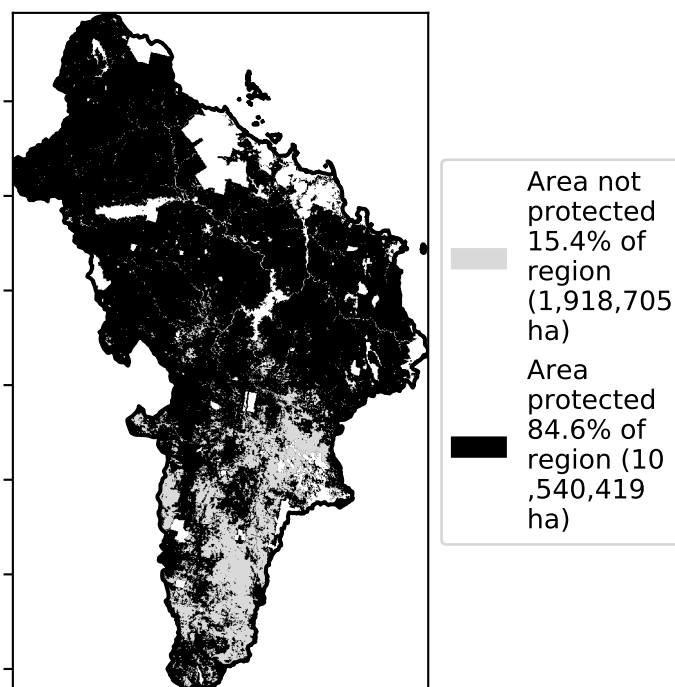 Area not
protected
15.4% of
region
(1,918,705
ha)
Area
protected
84.6% of
region (10
,540,419
ha)